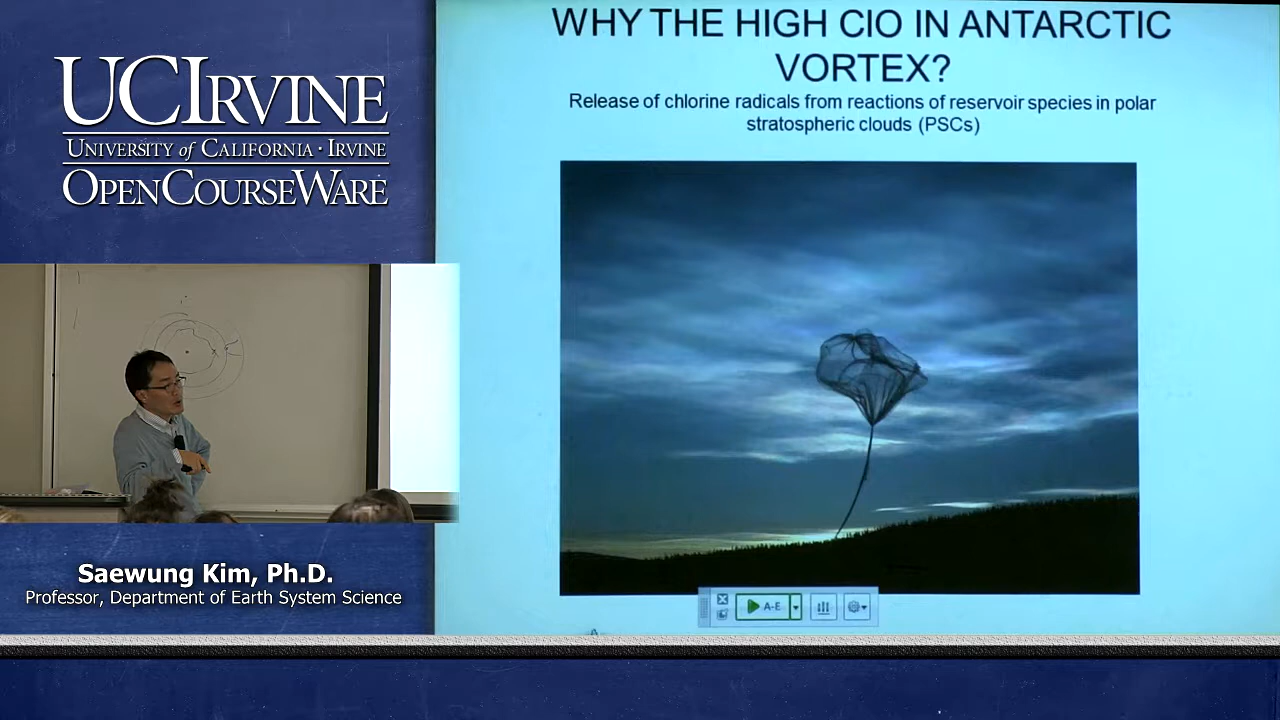 UCIRVINE
UNIVERSITY of CALIFORNIA · IRVINE
OPENCOURSEWARE
WHY THE HIGH ClO IN ANTARCTIC
VORTEX?
Release of chlorine radicals from reactions of reservoir species in polar
stratospheric clouds (PSCs)
A-E
Saewung Kim, Ph.D.
Professor, Department of Earth System Science